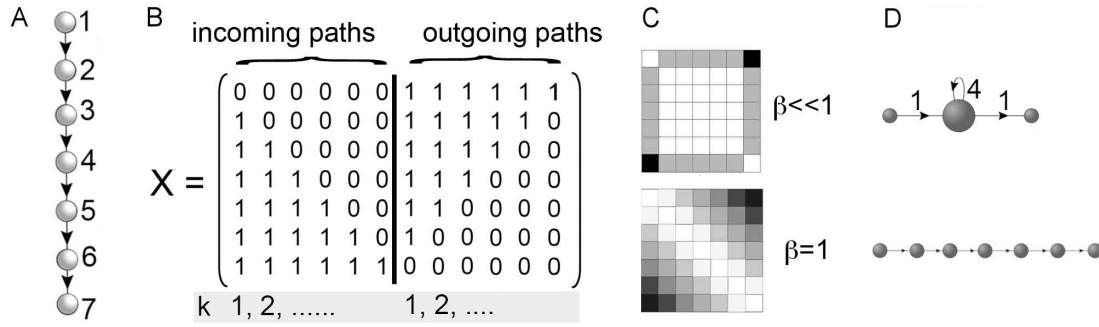 A
1
2
3
4
5
6
7
B
incoming paths outgoing paths
X =
0 0 0 0 0 0 1 1 1 1 1 1
1 0 0 0 0 0 1 1 1 1 1 0
1 1 0 0 0 0 1 1 1 1 0 0
1 1 1 0 0 0 1 1 1 0 0 0
1 1 1 1 0 0 1 1 0 0 0 0
1 1 1 1 1 0 1 0 0 0 0 0
1 1 1 1 1 1 0 0 0 0 0 0
k 1, 2, ...... 1, 2, ....
C
β<<1
β=1
D
1 4 1